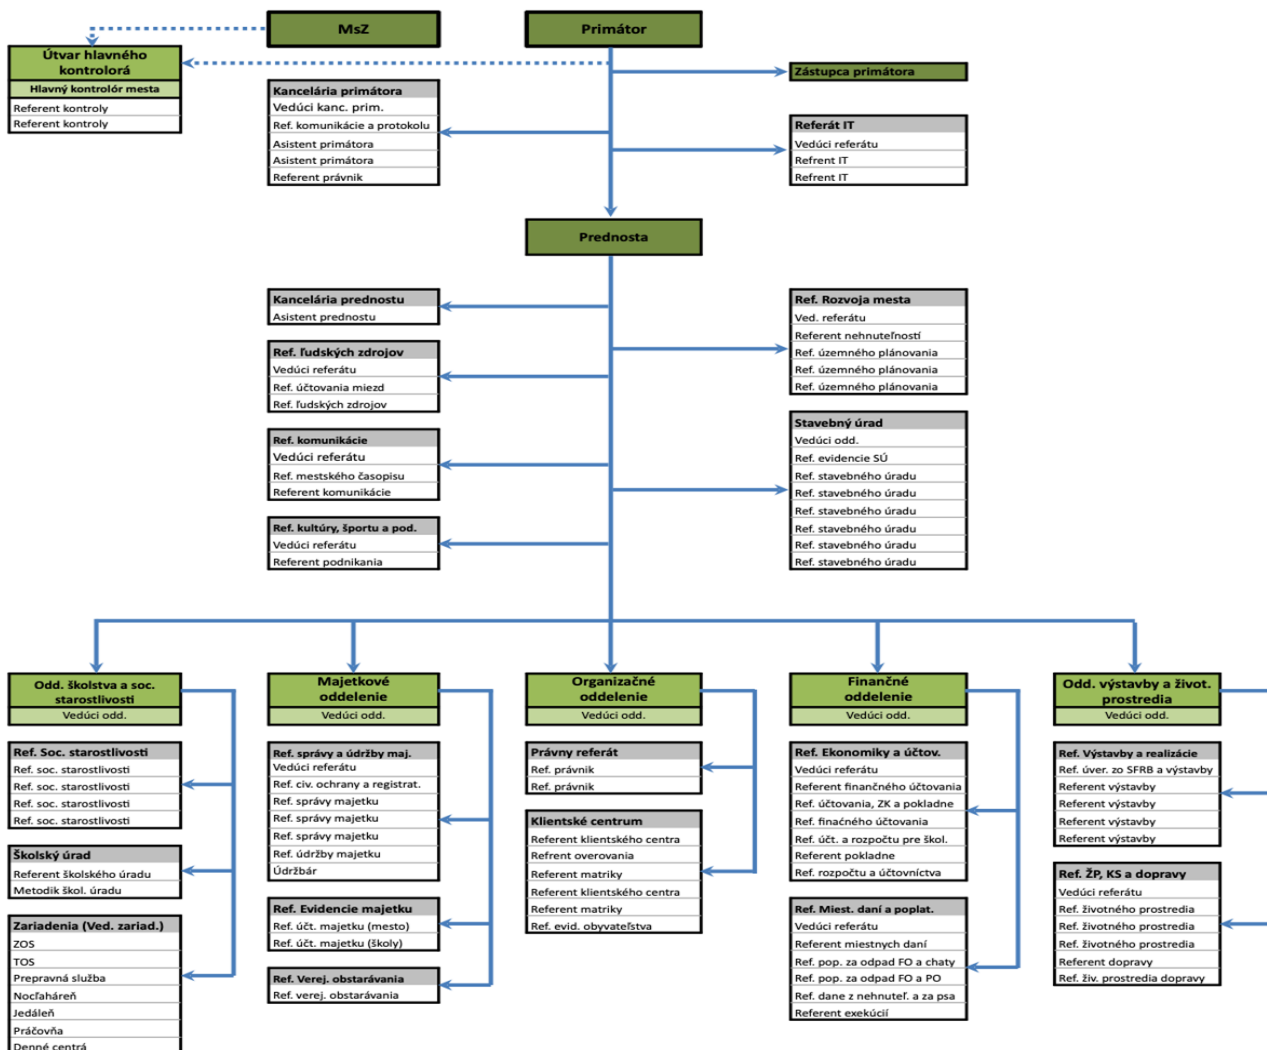 MsZ
Primátor
Útvar hlavného
kontrolorá
Hlavný kontrolór mesta
Referent kontroly
Referent kontroly
Kancelária primátora
Vedúci kanc. prim.
Ref. komunikácie a protokolu
Asistent primátora
Asistent primátora
Referent právnik
Zástupca primátora
Referát IT
Vedúci referátu
Refrent IT
Refrent IT
Prednosta
Kancelária prednostu
Asistent prednostu
Ref. ľudských zdrojov
Vedúci referátu
Ref. účtovania miezd
Ref. ľudských zdrojov
Ref. komunikácie
Vedúci referátu
Ref. mestského časopisu
Referent komunikácie
Ref. kultúry, športu a pod.
Vedúci referátu
Referent podnikania
Ref. Rozvoja mesta
Ved. referátu
Referent nehnuteľností
Ref. územného plánovania
Ref. územného plánovania
Ref. územného plánovania
Stavebný úrad
Vedúci odd.
Ref. evidencie SÚ
Ref. stavebného úradu
Ref. stavebného úradu
Ref. stavebného úradu
Ref. stavebného úradu
Ref. stavebného úradu
Ref. stavebného úradu
Odd. školstva a soc.
starostlivosti
Vedúci odd.
Ref. Soc. starostlivosti
Ref. soc. starostlivosti
Ref. soc. starostlivosti
Ref. soc. starostlivosti
Ref. soc. starostlivosti
Školský úrad
Referent školského úradu
Metodik škol. úradu
Zariadenia (Ved. zariad.)
ZOS
TOS
Prepravná služba
Nocľaháreň
Jedáleň
Práčovňa
Denné centrá
Majetkové
oddelenie
Vedúci odd.
Ref. správy a údržby maj.
Vedúci referátu
Ref. civ. ochrany a registrat.
Ref. správy majetku
Ref. správy majetku
Ref. správy majetku
Ref. údržby majetku
Údržbár
Ref. Evidencie majetku
Ref. účt. majetku (mesto)
Ref. účt. majetku (školy)
Ref. Verej. obstarávania
Ref. verej. obstarávania
Organizačné
oddelenie
Vedúci odd.
Právny referát
Ref. právnik
Ref. právnik
Klientské centrum
Referent klientského centra
Refrent overovania
Referent matriky
Referent klientského centra
Referent matriky
Ref. evid. obyvateľstva
Finančné
oddelenie
Vedúci odd.
Ref. Ekonomiky a účtov.
Vedúci referátu
Referent finančného účtovania
Ref. účtovania, ZK a pokladne
Ref. finaćného účtovania
Ref. účt. a rozpočtu pre škol.
Referent pokladne
Ref. rozpočtu a účtovníctva
Ref. Miest. daní a poplat.
Vedúci referátu
Referent miestnych daní
Ref. pop. za odpad FO a chaty
Ref. pop. za odpad FO a PO
Ref. dane z nehnuteľ. a za psa
Referent exekúcií
Odd. výstavby a život.
prostredia
Vedúci odd.
Ref. Výstavby a realizácie
Ref. úver. zo SFRB a výstavby
Referent výstavby
Referent výstavby
Referent výstavby
Referent výstavby
Ref. ŽP, KS a dopravy
Vedúci referátu
Ref. životného prostredia
Ref. životného prostredia
Ref. životného prostredia
Referent dopravy
Ref. živ. prostredia dopravy